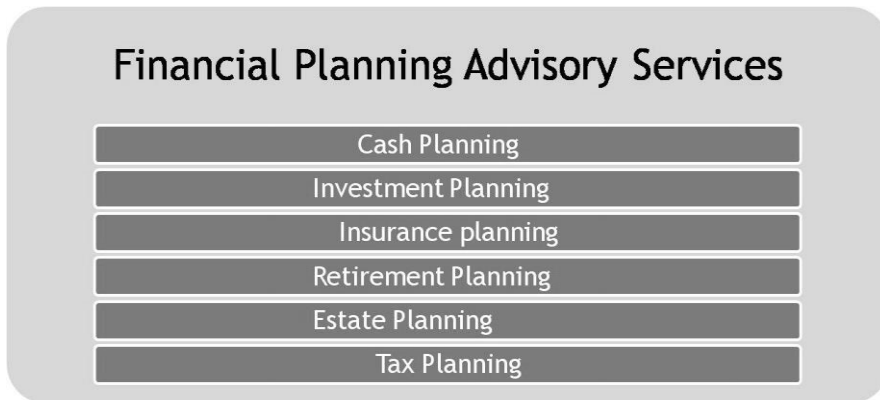 Financial Planning Advisory Services
Cash Planning
Investment Planning
Insurance planning
Retirement Planning
Estate Planning
Tax Planning